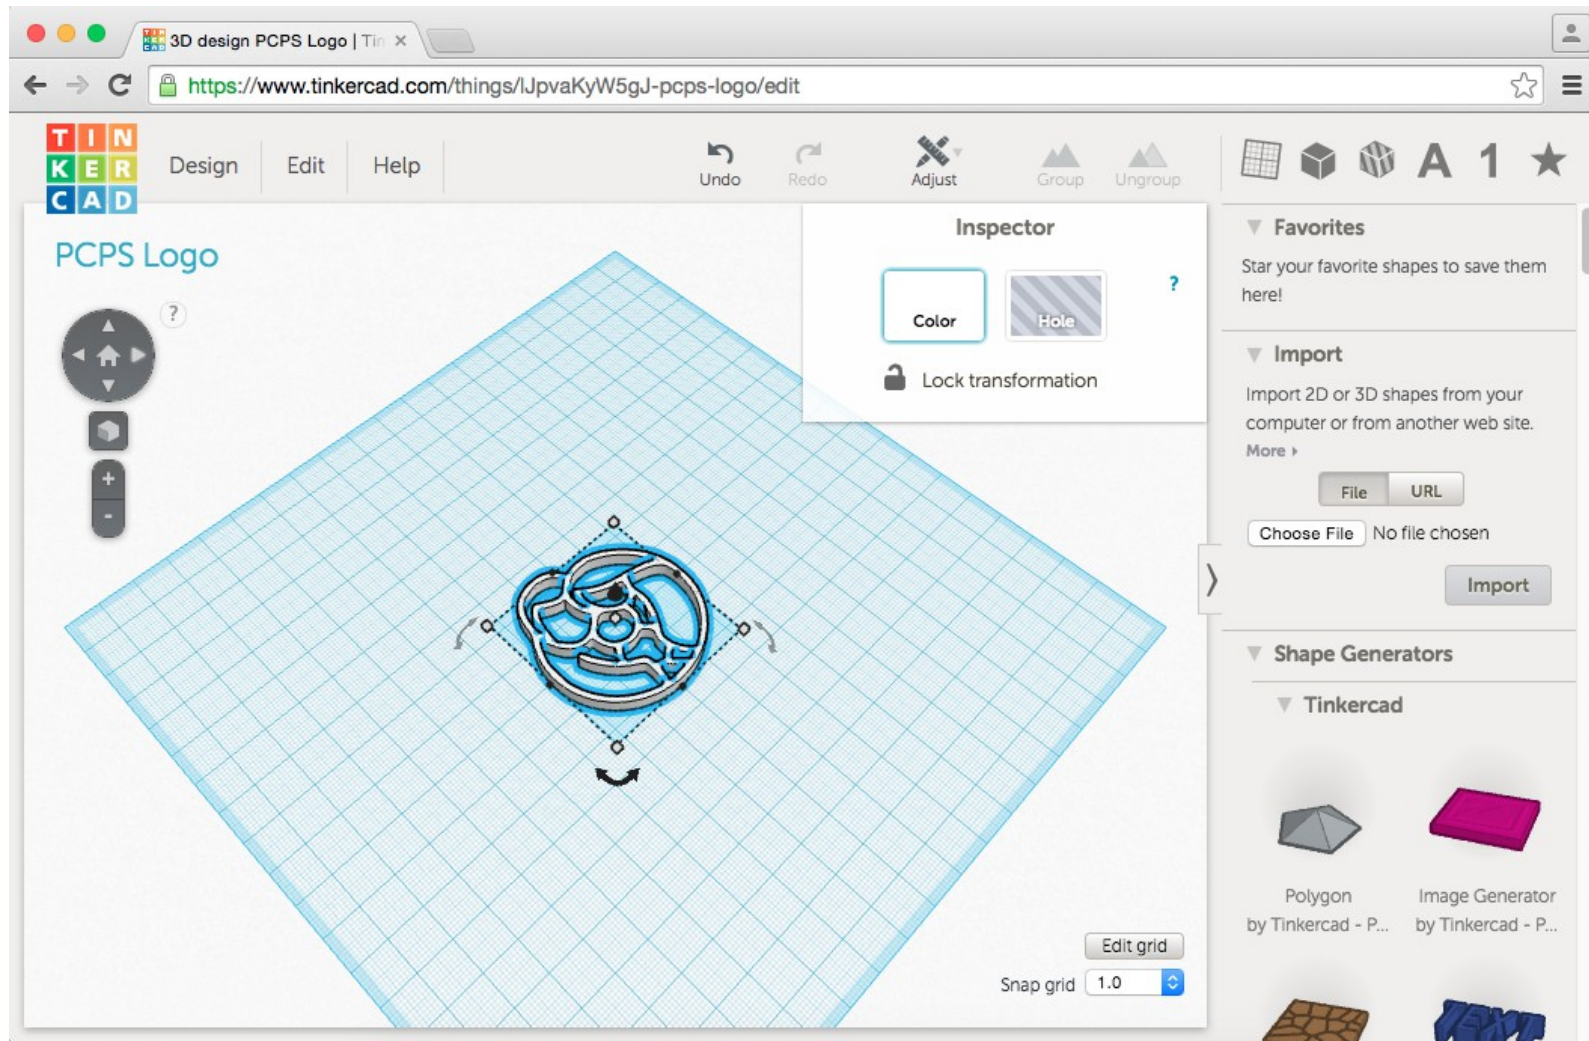 3D design PCPS Logo | Tin
https://www.tinkercad.com/things/lJpvaKyW5gJ-pcps-logo/edit
TIN
KER
CAD
Design Edit Help
Undo Redo Adjust Group Ungroup
A 1
PCPS Logo
?
+
-
Inspector
Color Hole ?
Lock transformation
Favorites
Star your favorite shapes to save them
here!
Import
Import 2D or 3D shapes from your
computer or from another web site.
More
File URL
Choose File No file chosen
Import
Shape Generators
Tinkercad
Polygon
by Tinkercad - P...
Image Generator
by Tinkercad - P...
TEXT
Edit grid
Snap grid 1.0